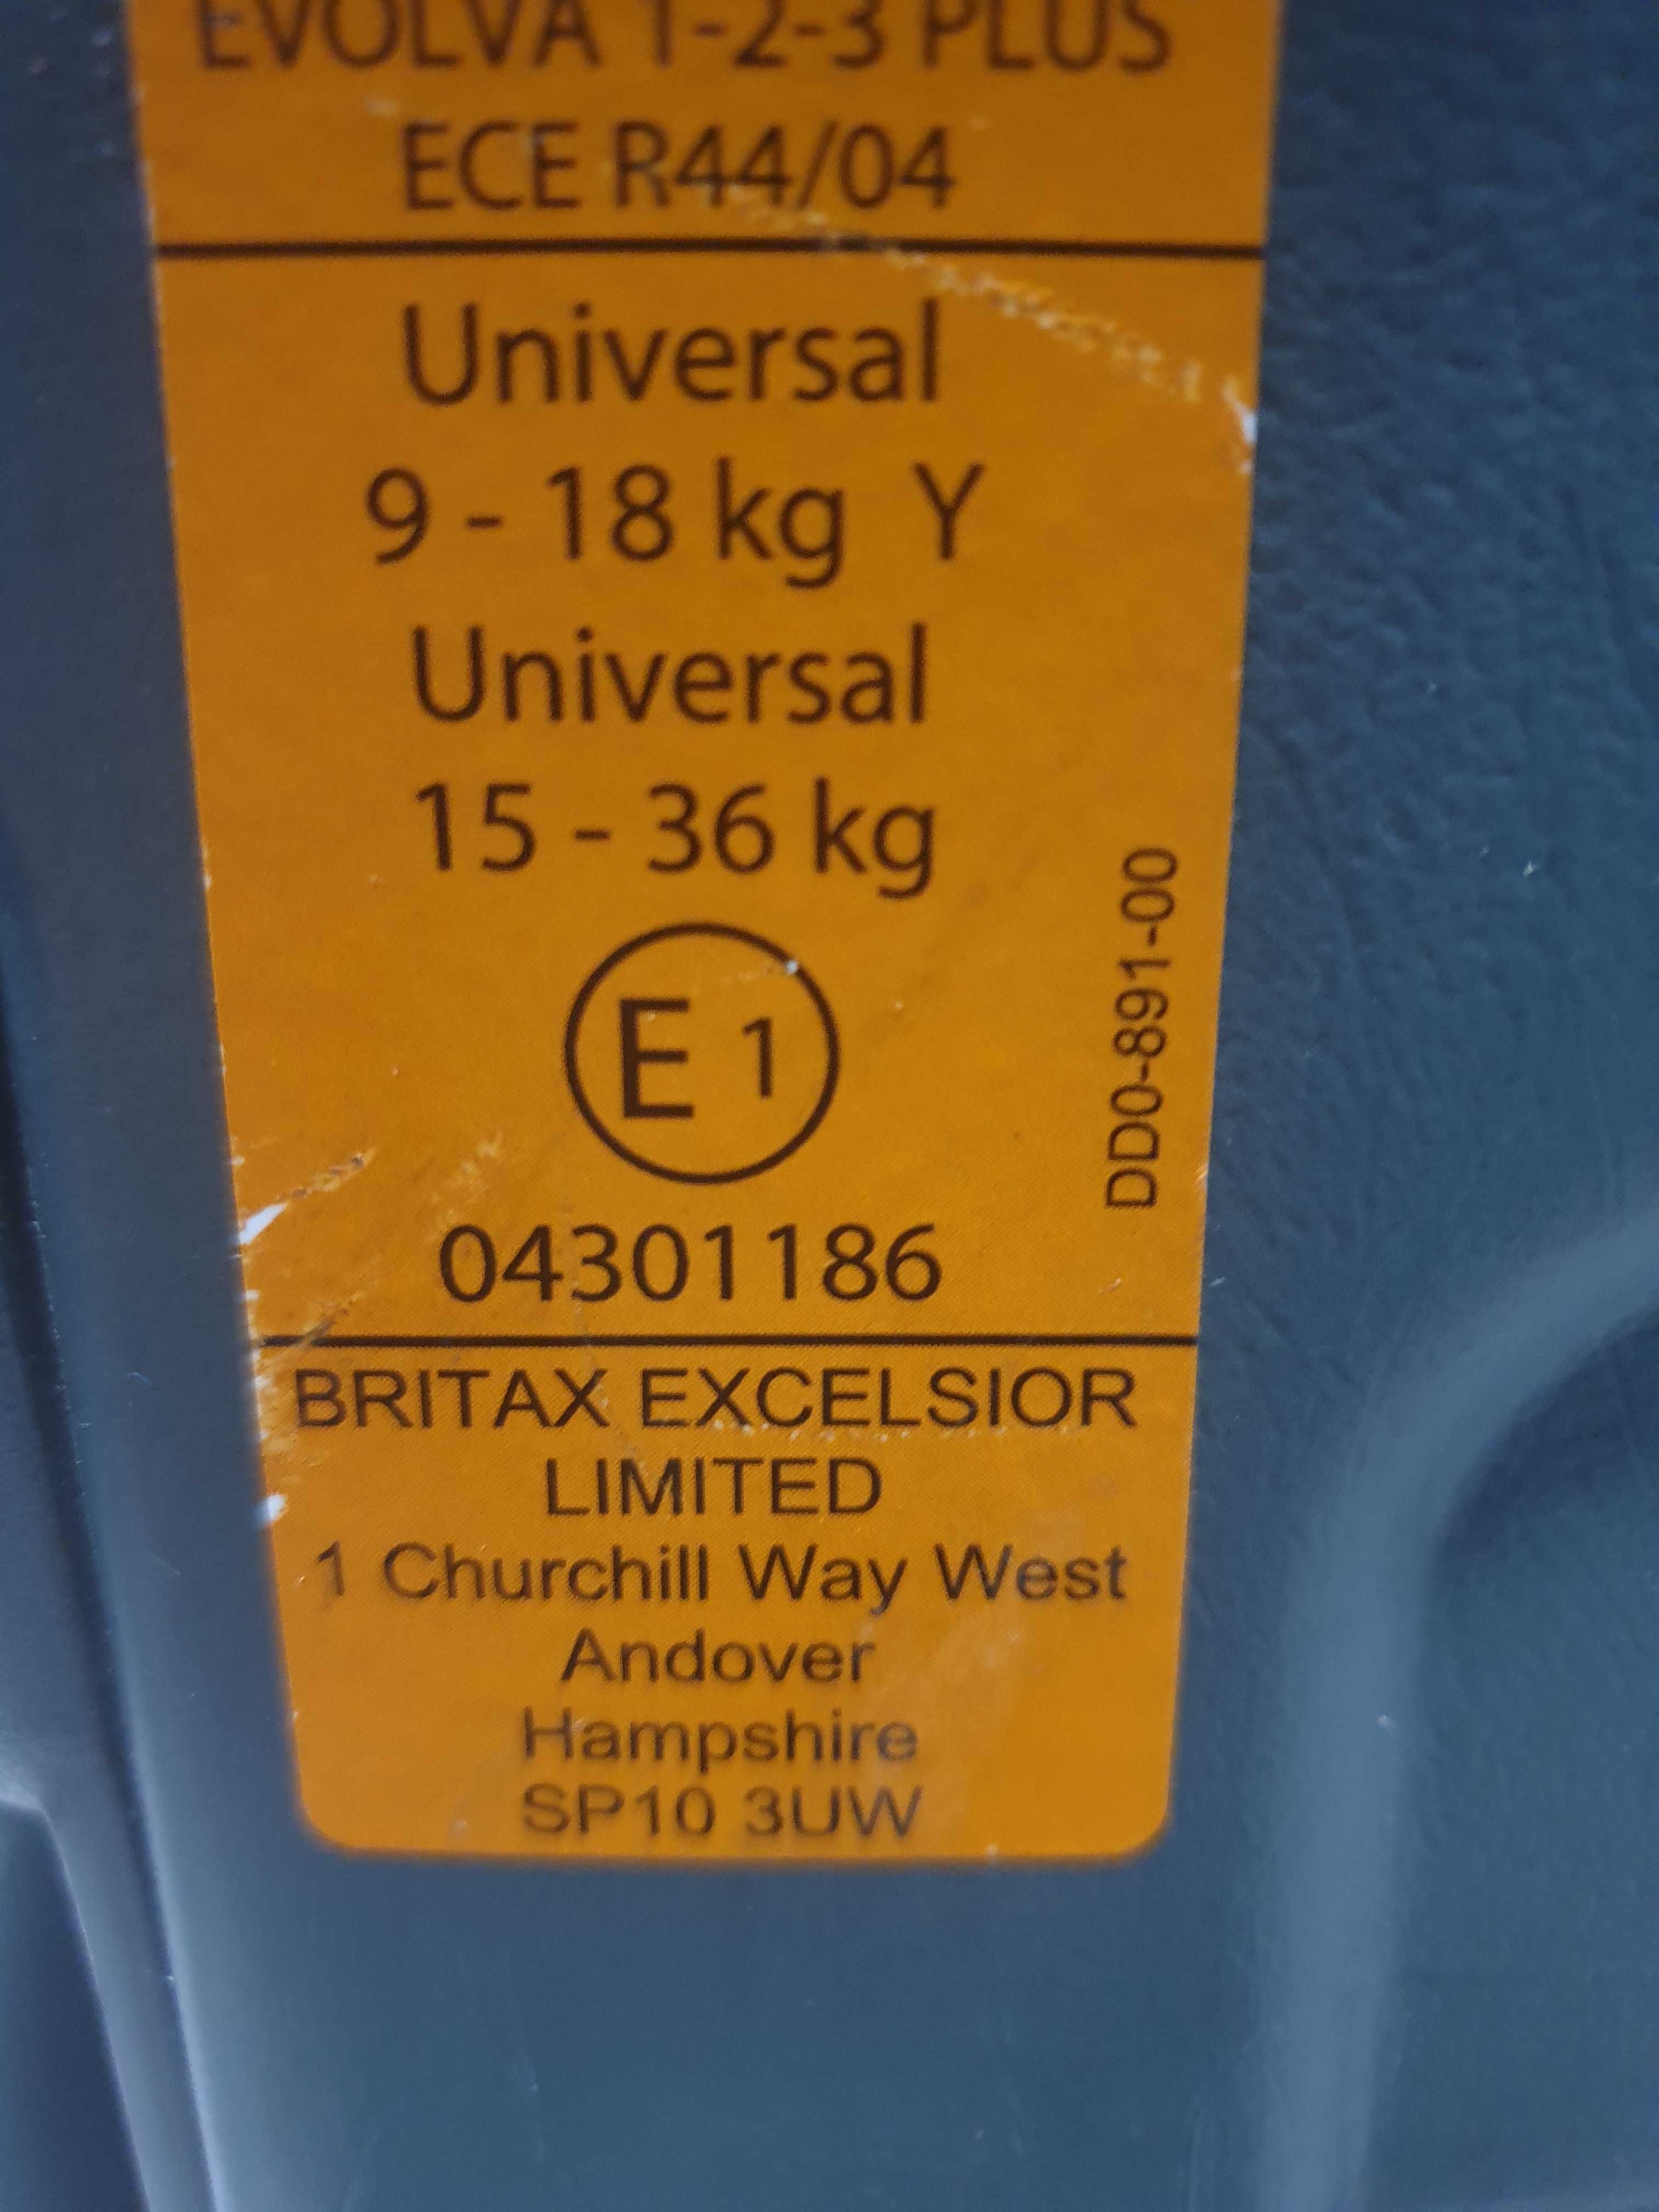 EVOLVA 1-2-3 PLUS
ECE R44/04
Universal
9 - 18 kg Y
Universal
15 - 36 kg
E 1
DD0-891-00
04301186
BRITAX EXCELSIOR
LIMITED
1 Churchill Way West
Andover
Hampshire
SP10 3UW